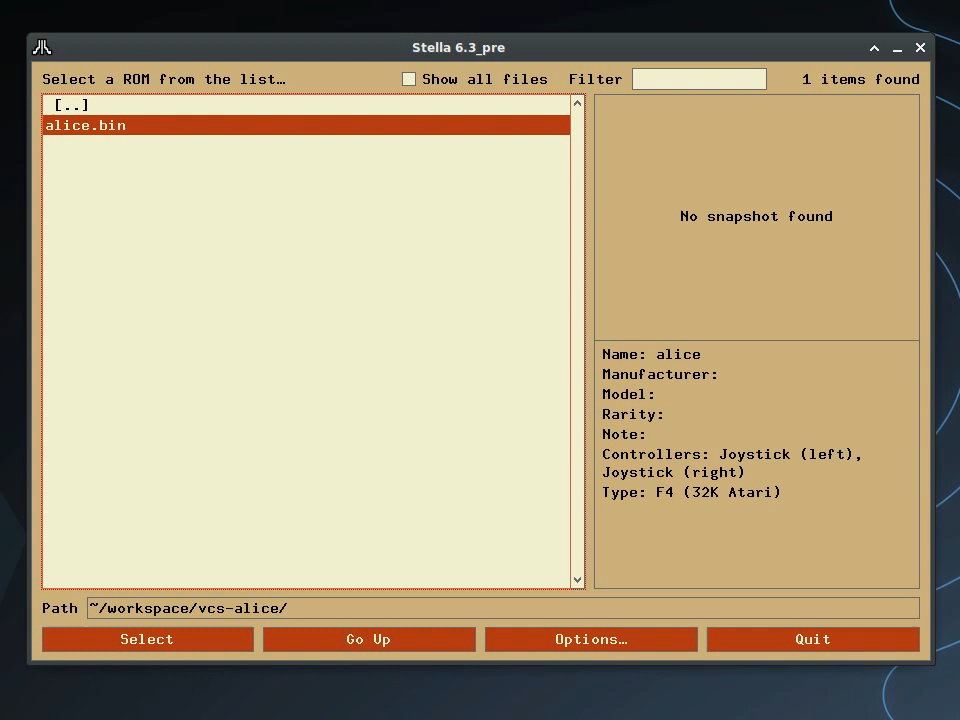 Stella 6.3_pre
Select a ROM from the list… Show all files Filter 1 items found
[..]
alice.bin
No snapshot found
Name: alice
Manufacturer:
Model:
Rarity:
Note:
Controllers: Joystick (left),
Joystick (right)
Type: F4 (32K Atari)
Path ~/workspace/vcs-alice/
Select Go Up Options… Quit